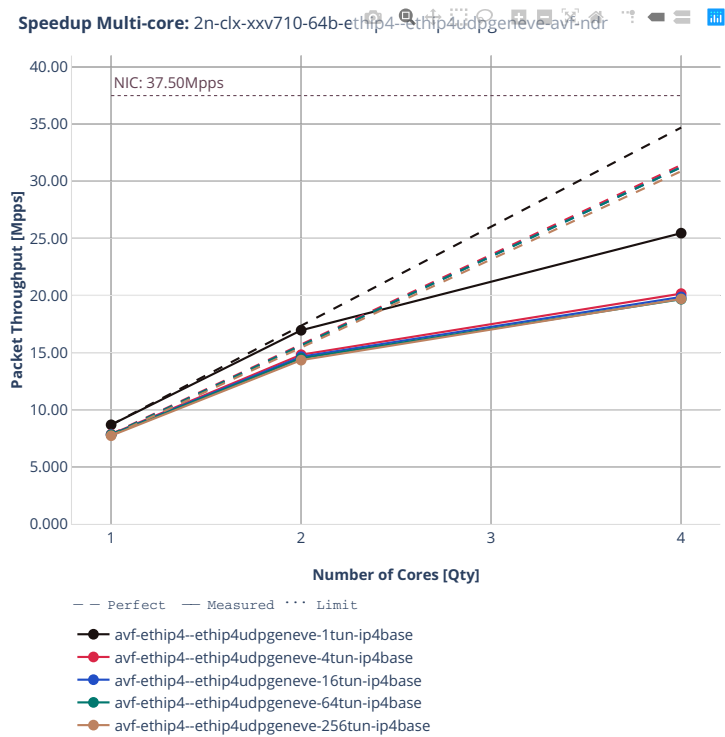 Speedup Multi-core: 2n-clx-xxv710-64b-ethip4--ethip4udpgeneve-avf-ndr
40.00
NIC: 37.50Mpps
35.00
30.00
25.00
20.00
15.00
10.00
5.000
0.000
Packet Throughput [Mpps]
1 2 3 4
Number of Cores [Qty]
Perfect Measured Limit
avf-ethip4--ethip4udpgeneve-1tun-ip4base
avf-ethip4--ethip4udpgeneve-4tun-ip4base
avf-ethip4--ethip4udpgeneve-16tun-ip4base
avf-ethip4--ethip4udpgeneve-64tun-ip4base
avf-ethip4--ethip4udpgeneve-256tun-ip4base